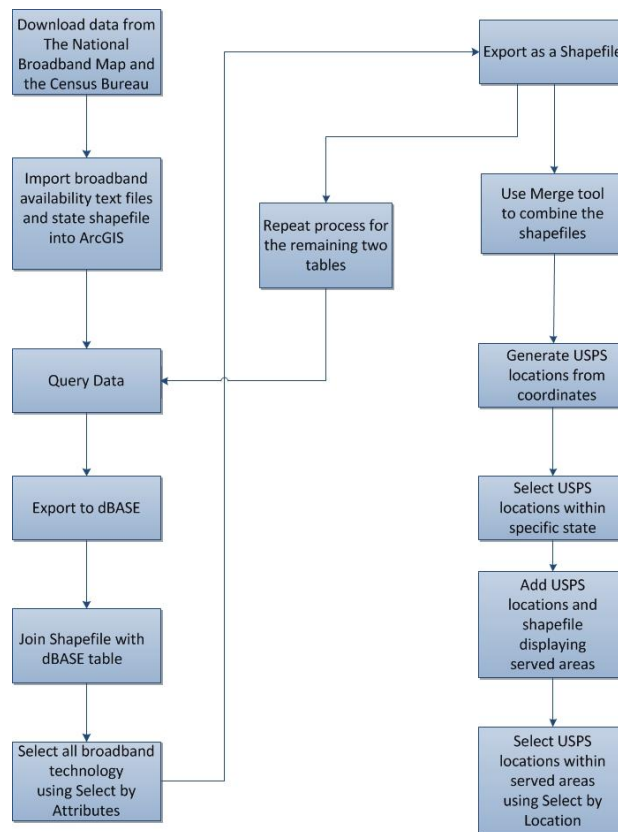 Download data from
The National
Broadband Map and
the Census Bureau
Import broadband
availability text files
and state shapefile
into ArcGIS
Query Data
Export to dBASE
Join Shapefile with
dBASE table
Select all broadband
technology
using Select by
Attributes
Export as a Shapefile
Repeat process for
the remaining two
tables
Use Merge tool
to combine the
shapefiles
Generate USPS
locations from
coordinates
Select USPS
locations within
specific state
Add USPS
locations and
shapefile
displaying
served areas
Select USPS
locations within
served areas
using Select by
Location